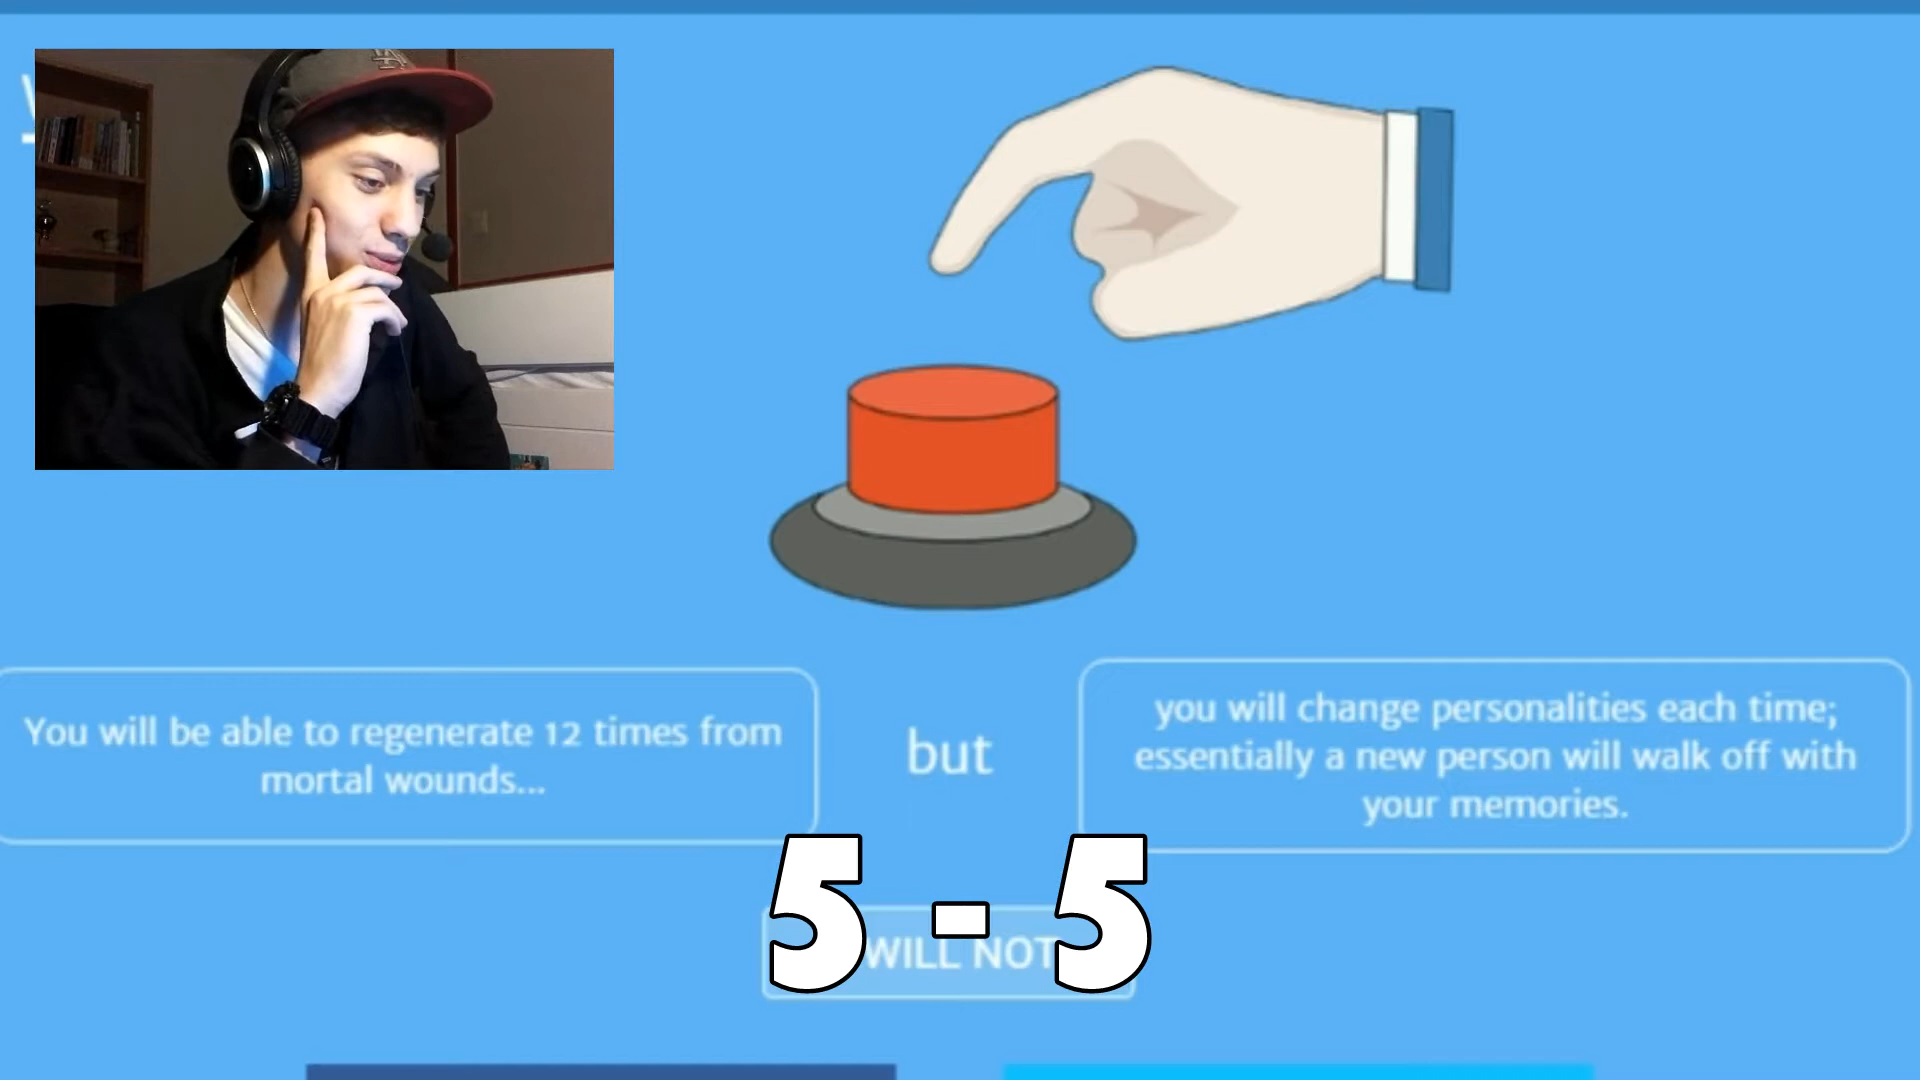 You will be able to regenerate 12 times from
mortal wounds...
but
you will change personalities each time;
essentially a new person will walk off with
your memories.
5 - 5
WILL NOT